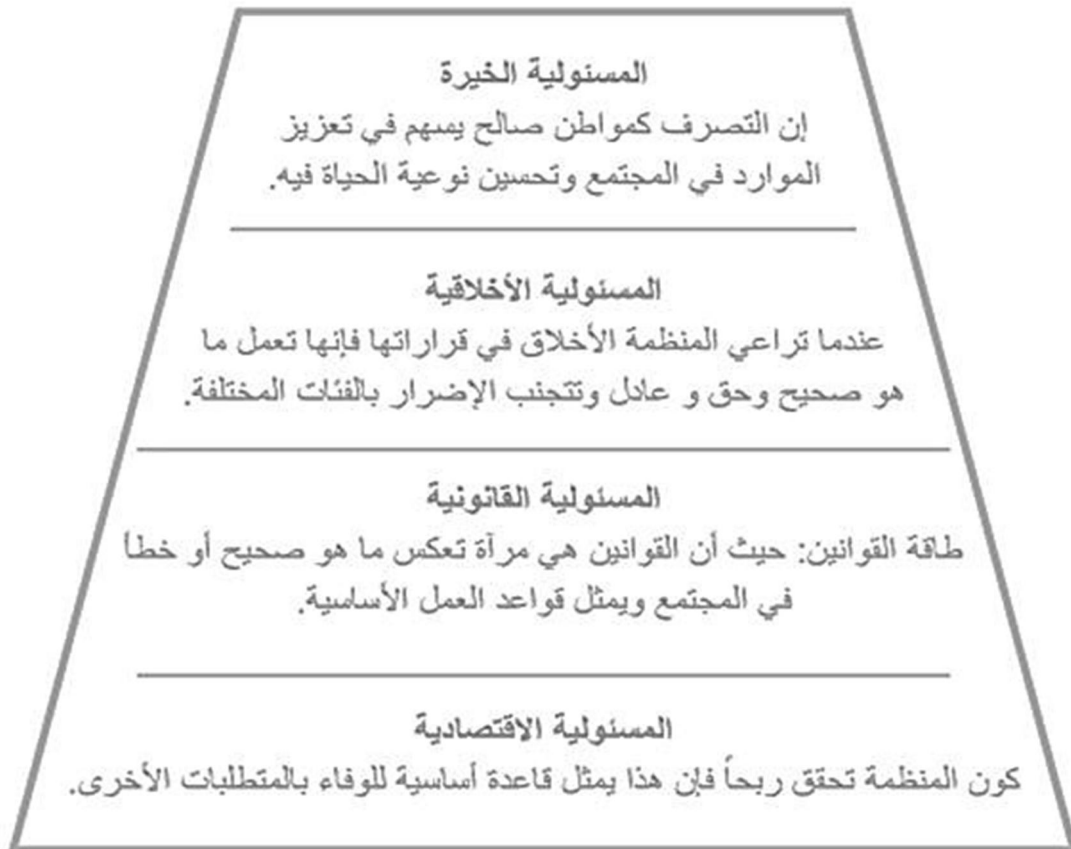 المسئولية الخيرة
إن التصرف كمواطن صالح يسهم في تعزيز
الموارد في المجتمع وتحسين نوعية الحياة فيه.
المسئولية الأخلاقية
عندما تراعي المنظمة الأخلاق في قراراتها فإنها تعمل ما
هو صحيح وحق و عادل وتتجنب الإضرار بالفئات المختلفة.
المسئولية القانونية
طاقة القوانين: حيث أن القوانين هي مرآة تعكس ما هو صحيح أو خطأ
في المجتمع ويمثل قواعد العمل الأساسية.
المسئولية الاقتصادية
كون المنظمة تحقق ربحاً فإن هذا يمثل قاعدة أساسية للوفاء بالمتطلبات الأخرى.